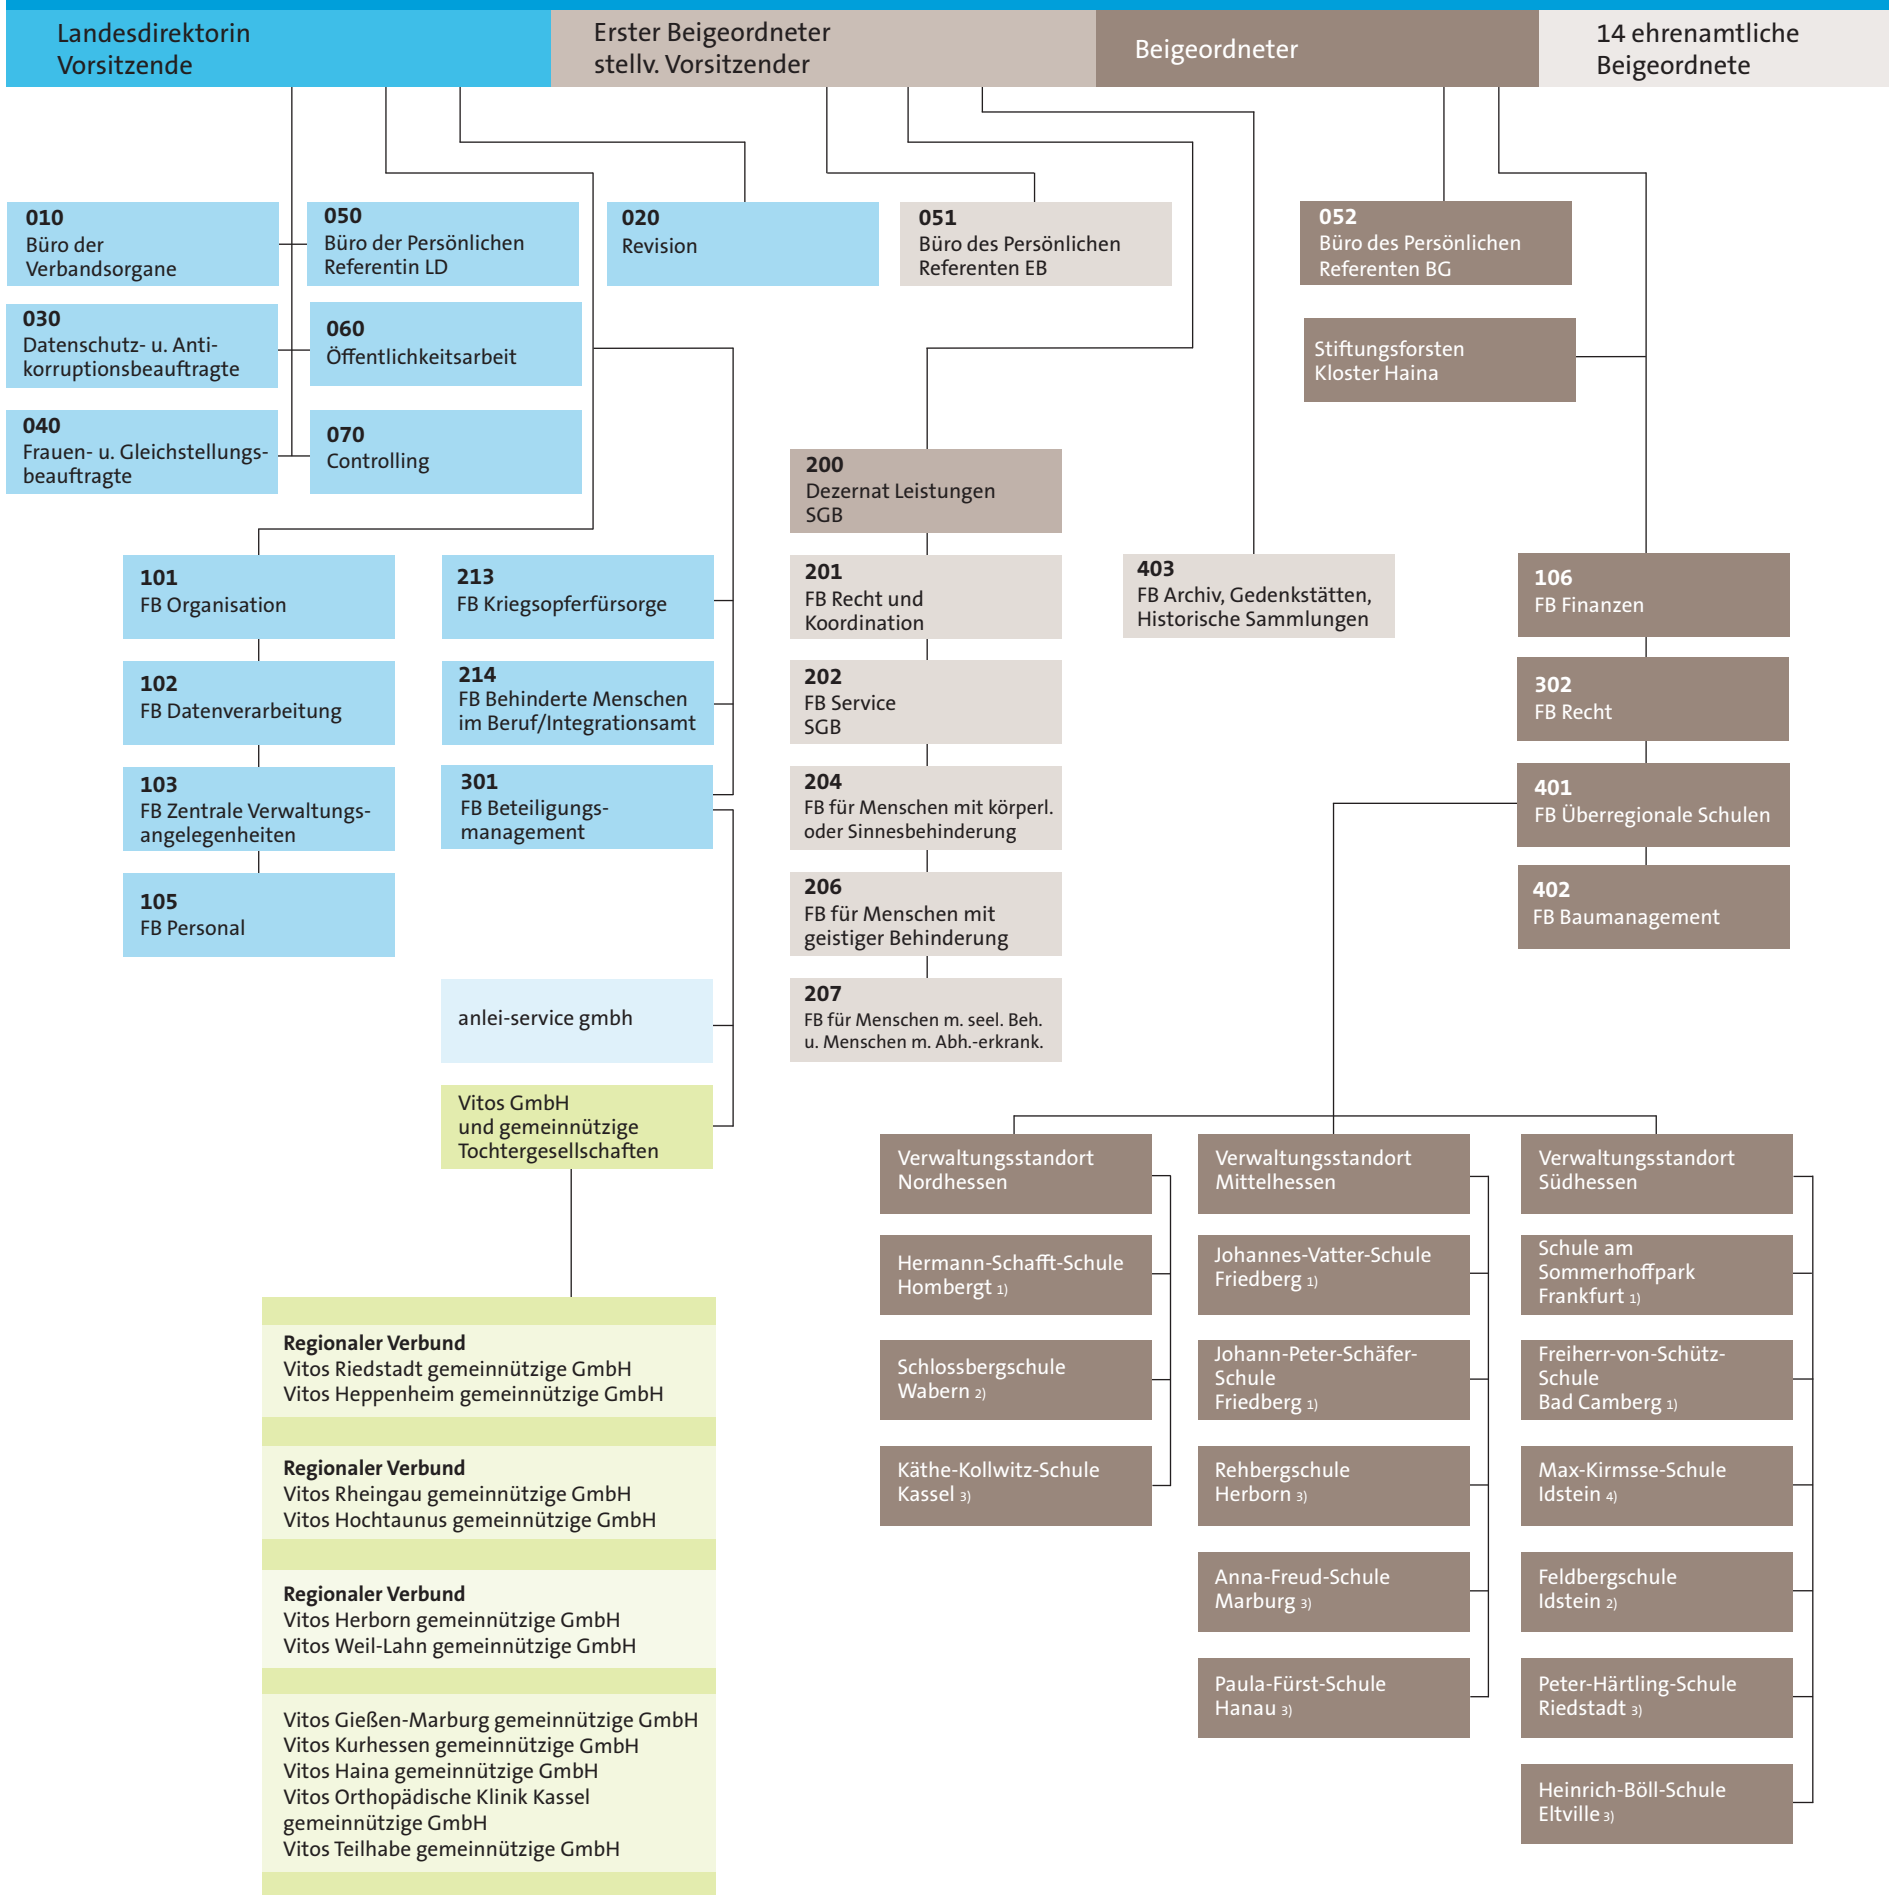 Landesdirektorin
Vorsitzende
Erster Beigeordneter
stellv. Vorsitzender
Beigeordneter
14 ehrenamtliche
Beigeordnete
010
Büro der
Verbandsorgane
050
Büro der Persönlichen
Referentin LD
020
Revision
051
Büro des Persönlichen
Referenten EB
052
Büro des Persönlichen
Referenten BG
030
Datenschutz- u. Anti-
korruptionsbeauftragte
060
Öffentlichkeitsarbeit
Stiftungsforsten
Kloster Haina
040
Frauen- u. Gleichstellungs-
beauftragte
070
Controlling
200
Dezernat Leistungen
SGB
101
FB Organisation
213
FB Kriegsopferfürsorge
201
FB Recht und
Koordination
403
FB Archiv, Gedenkstätten,
Historische Sammlungen
106
FB Finanzen
102
FB Datenverarbeitung
214
FB Behinderte Menschen
im Beruf/Integrationsamt
202
FB Service
SGB
302
FB Recht
103
FB Zentrale Verwaltungs-
angelegenheiten
301
FB Beteiligungs-
management
204
FB für Menschen mit körperl.
oder Sinnesbehinderung
401
FB Überregionale Schulen
105
FB Personal
206
FB für Menschen mit
geistiger Behinderung
402
FB Baumanagement
anlei-service gmbh
207
FB für Menschen m. seel. Beh.
u. Menschen m. Abh.-erkrank.
Vitos GmbH
und gemeinnützige
Tochtergesellschaften
Regionaler Verbund
Vitos Riedstadt gemeinnützige GmbH
Vitos Heppenheim gemeinnützige GmbH
Regionaler Verbund
Vitos Rheingau gemeinnützige GmbH
Vitos Hochtaunus gemeinnützige GmbH
Regionaler Verbund
Vitos Herborn gemeinnützige GmbH
Vitos Weil-Lahn gemeinnützige GmbH
Vitos Gießen-Marburg gemeinnützige GmbH
Vitos Kurhessen gemeinnützige GmbH
Vitos Haina gemeinnützige GmbH
Vitos Orthopädische Klinik Kassel
gemeinnützige GmbH
Vitos Teilhabe gemeinnützige GmbH
Verwaltungsstandort
Nordhessen
Hermann-Schafft-Schule
Hombergt 1)
Schlossbergschule
Wabern 2)
Käthe-Kollwitz-Schule
Kassel 3)
Verwaltungsstandort
Mittelhessen
Johannes-Vatter-Schule
Friedberg 1)
Johann-Peter-Schäfer-
Schule
Friedberg 1)
Rehbergschule
Herborn 3)
Anna-Freud-Schule
Marburg 3)
Paula-Fürst-Schule
Hanau 3)
Verwaltungsstandort
Südhessen
Schule am
Sommerhoffpark
Frankfurt 1)
Freiherr-von-Schütz-
Schule
Bad Camberg 1)
Max-Kirmsse-Schule
Idstein 4)
Feldbergschule
Idstein 2)
Peter-Härtling-Schule
Riedstadt 3)
Heinrich-Böll-Schule
Eltville 3)